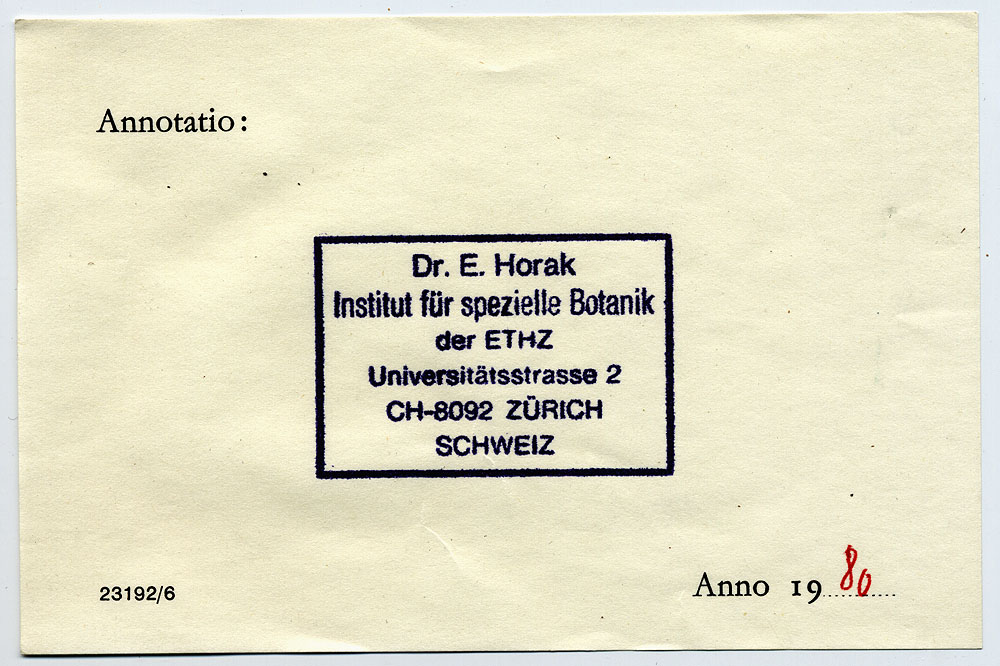 Annotatio:
Dr. E. Horak
Institut für spezielle Botanik
der ETHZ
Universitätsstrasse 2
CH-8092 ZÜRICH
SCHWEIZ
23192/6
Anno 1980